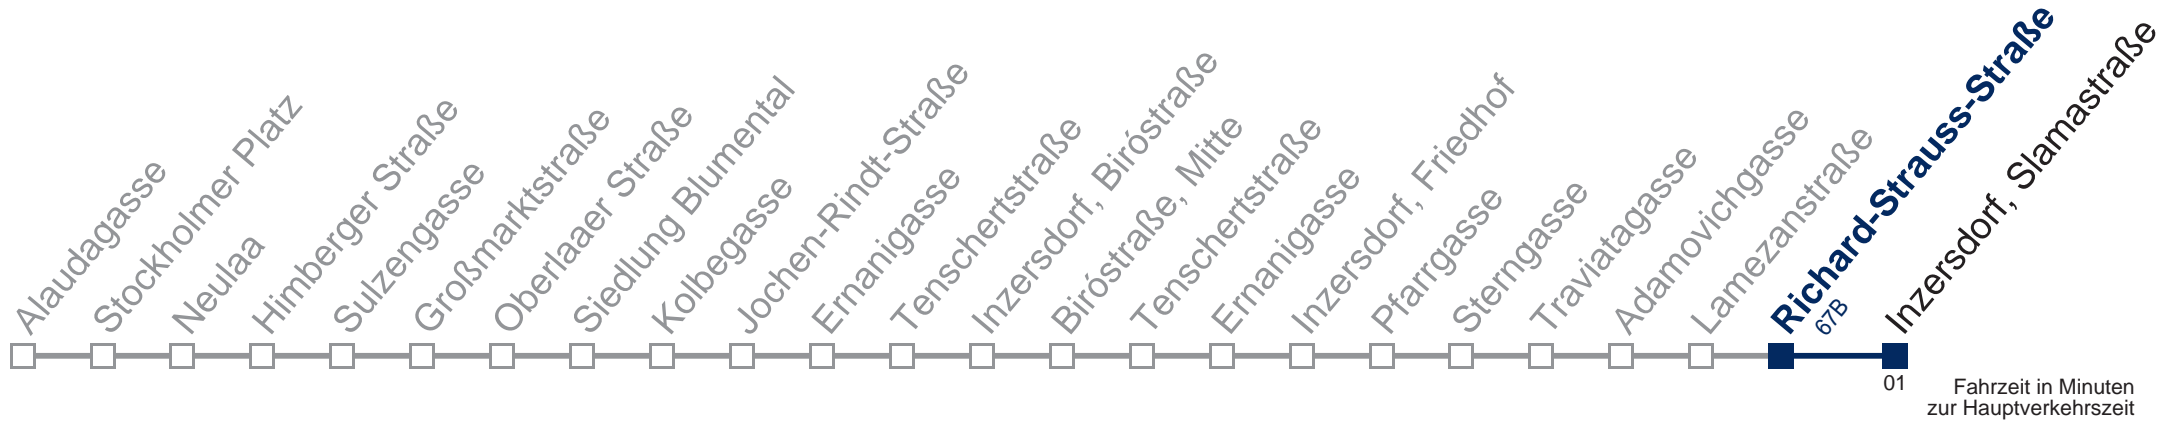 Alaudagasse
Stockholmer Platz
Neulaa
Himberger Straße
Sulzengasse
Großmarktstraße
Oberlaaer Straße
Siedlung Blumental
Kolbegasse
Jochen-Rindt-Straße
Ernanigasse
Tenschertstraße
Inzersdorf, Biróstraße
Biróstraße, Mitte
Tenschertstraße
Ernanigasse
Inzersdorf, Friedhof
Pfarrgasse
Sterngasse
Traviatagasse
Adamovichgasse
Lamezanstraße
Richard-Strauss-Straße
67B
Inzersdorf, Slamastraße
01
Fahrzeit in Minuten
zur Hauptverkehrszeit